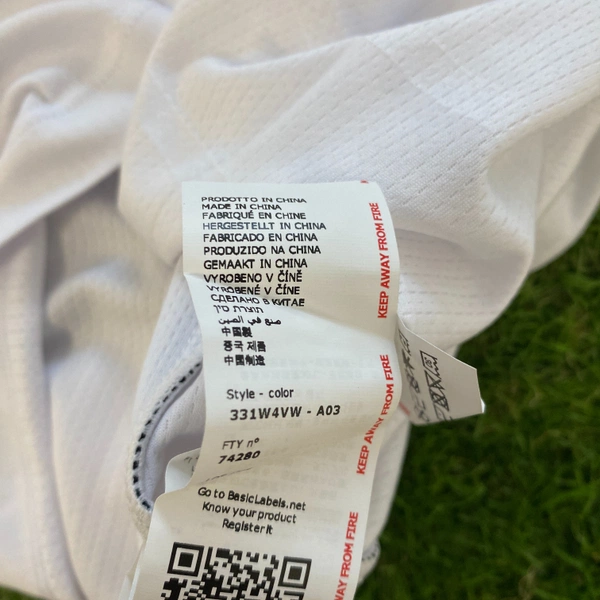 PRODOTTO IN CHINA
MADE IN CHINA
FABRIQUÉ EN CHINE
HERGESTELLT IN CHINA
FABRICADO EN CHINA
PRODUZIDO NA CHINA
GEMAAKT IN CHINA
VYROBENO V ČÍNĚ
VYROBENÉ V ČÍNE
СДЕЛАНО В КИТАЕ
תוצרת סין
صنع في الصين
中国製
중국 제품
中国制造
Style - color
331W4VW - A03
FTY n°
74280
Go to BasicLabels.net
Know your product
Register it
KEEP AWAY FROM FIRE
KEEP AWAY FROM FIRE
AWAY FROM FIRE